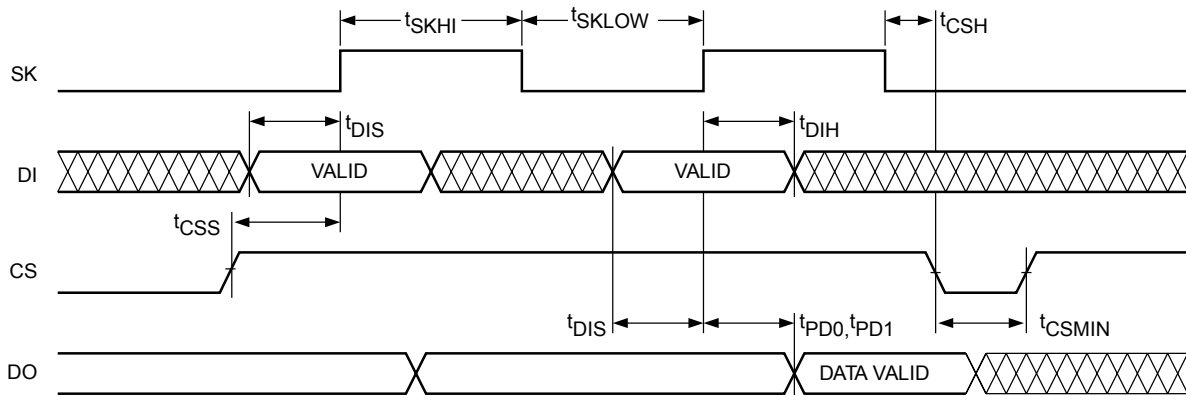 tSKHI
tSKLOW
tCSH
SK
tDIS
tDIH
DI
VALID
VALID
tCSS
CS
tDIS
tPD0,tPD1
tCSMIN
DO
DATA VALID